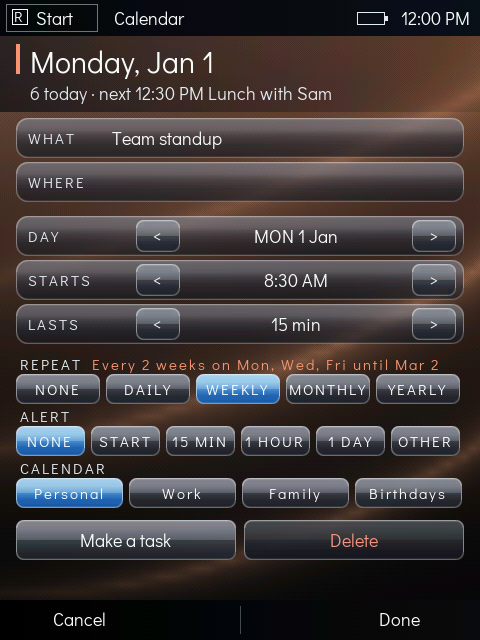 R Start Calendar 12:00 PM
Monday, Jan 1
6 today · next 12:30 PM Lunch with Sam
WHAT Team standup
WHERE
DAY < MON 1 Jan >
STARTS < 8:30 AM >
LASTS < 15 min >
REPEAT Every 2 weeks on Mon, Wed, Fri until Mar 2
NONE DAILY WEEKLY MONTHLY YEARLY
ALERT
NONE START 15 MIN 1 HOUR 1 DAY OTHER
CALENDAR
Personal Work Family Birthdays
Make a task Delete
Cancel Done